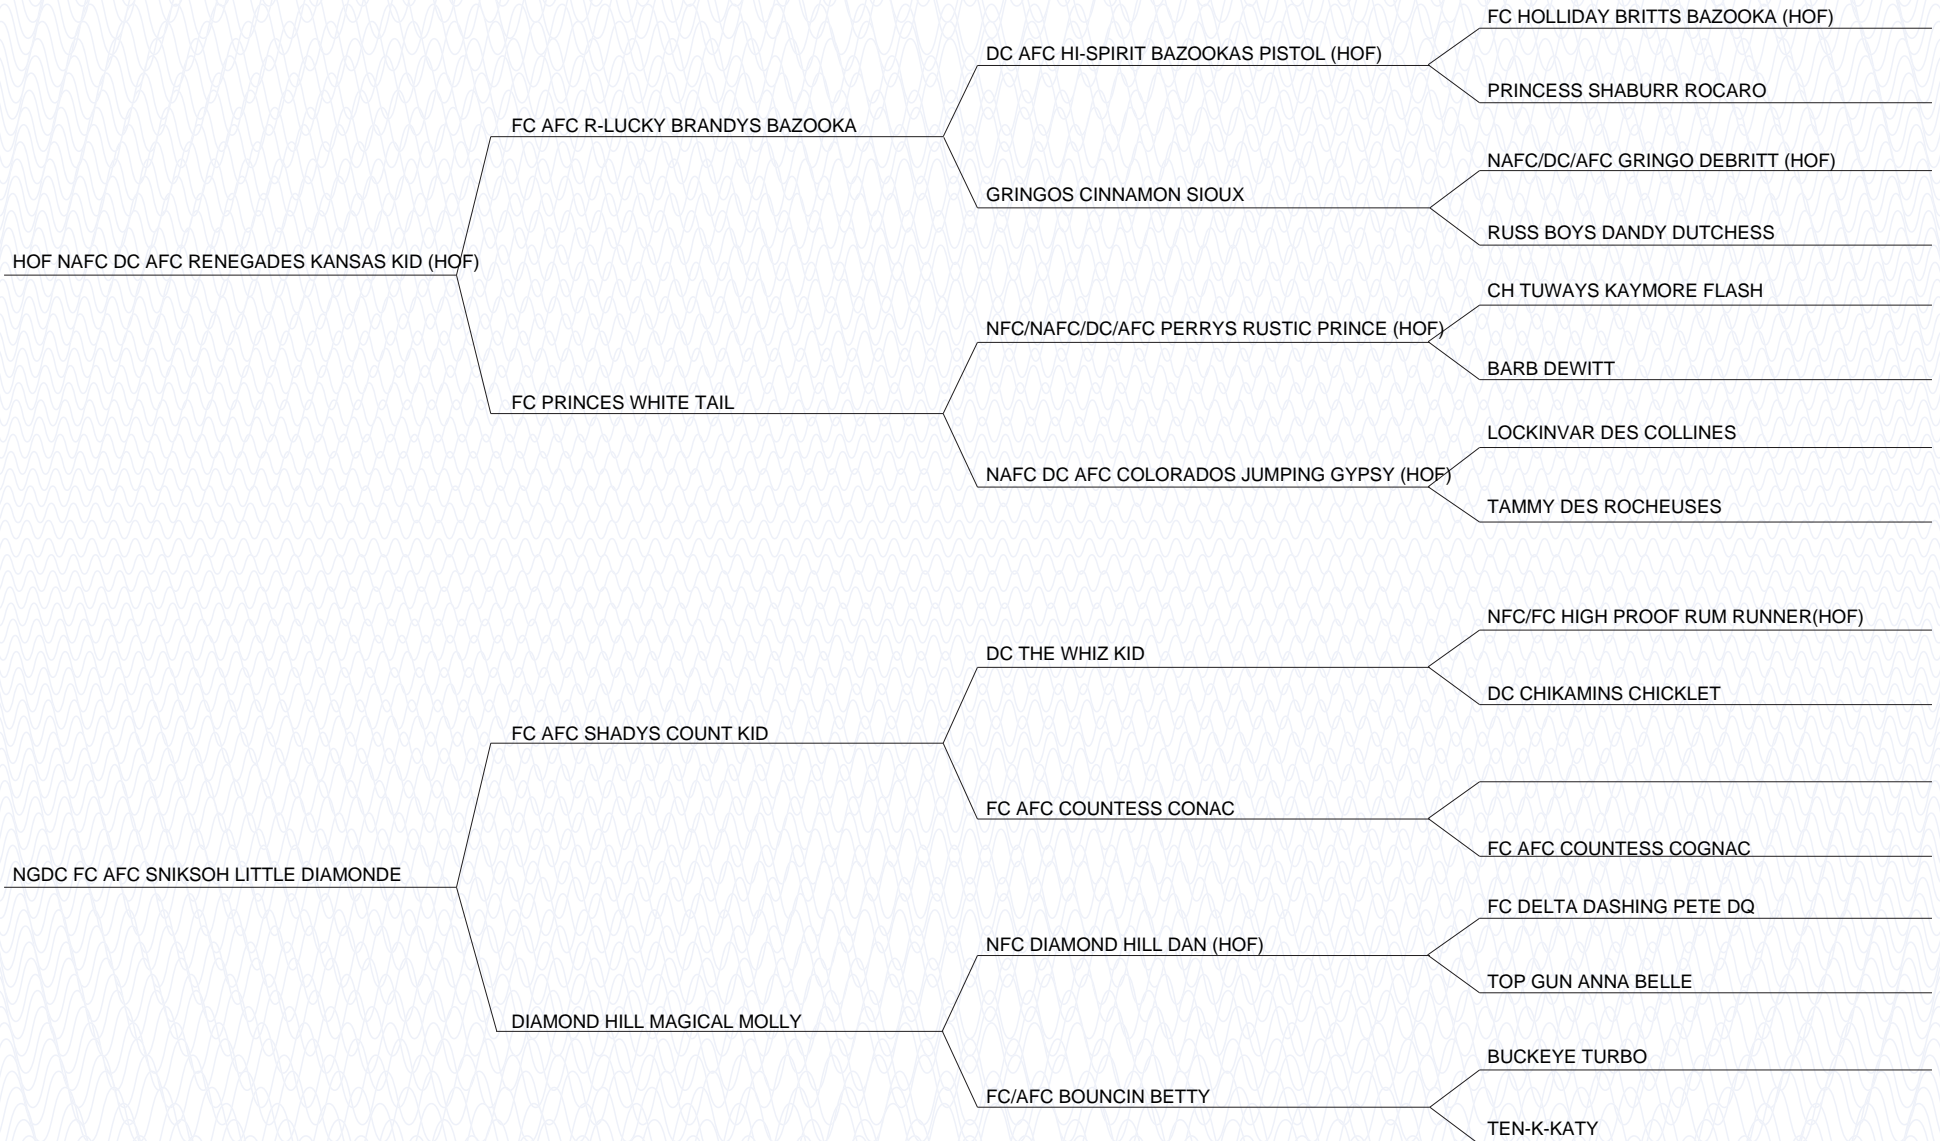 FC HOLLIDAY BRITTS BAZOOKA (HOF)
DC AFC HI-SPIRIT BAZOOKAS PISTOL (HOF)
PRINCESS SHABURR ROCARO
FC AFC R-LUCKY BRANDYS BAZOOKA
NAFC/DC/AFC GRINGO DEBRITT (HOF)
GRINGOS CINNAMON SIOUX
RUSS BOYS DANDY DUTCHESS
HOF NAFC DC AFC RENEGADES KANSAS KID (HOF)
CH TUWAYS KAYMORE FLASH
NFC/NAFC/DC/AFC PERRYS RUSTIC PRINCE (HOF)
BARB DEWITT
FC PRINCES WHITE TAIL
LOCKINVAR DES COLLINES
NAFC DC AFC COLORADOS JUMPING GYPSY (HOF)
TAMMY DES ROCHEUSES
NFC/FC HIGH PROOF RUM RUNNER(HOF)
DC THE WHIZ KID
DC CHIKAMINS CHICKLET
FC AFC SHADYS COUNT KID
FC AFC COUNTESS CONAC
FC AFC COUNTESS COGNAC
NGDC FC AFC SNIKSOH LITTLE DIAMONDE
FC DELTA DASHING PETE DQ
NFC DIAMOND HILL DAN (HOF)
TOP GUN ANNA BELLE
DIAMOND HILL MAGICAL MOLLY
BUCKEYE TURBO
FC/AFC BOUNCIN BETTY
TEN-K-KATY